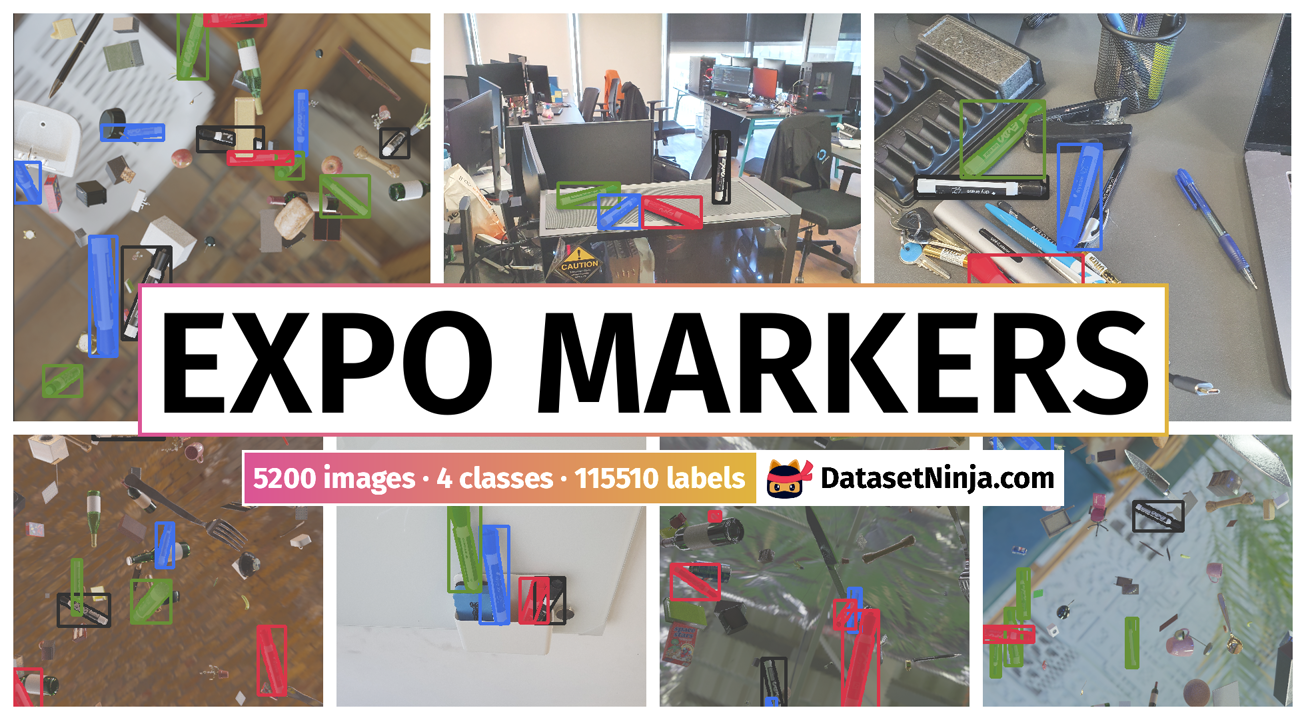 CAUTION
EXPO MARKERS
5200 images · 4 classes · 115510 labels
DatasetNinja.com